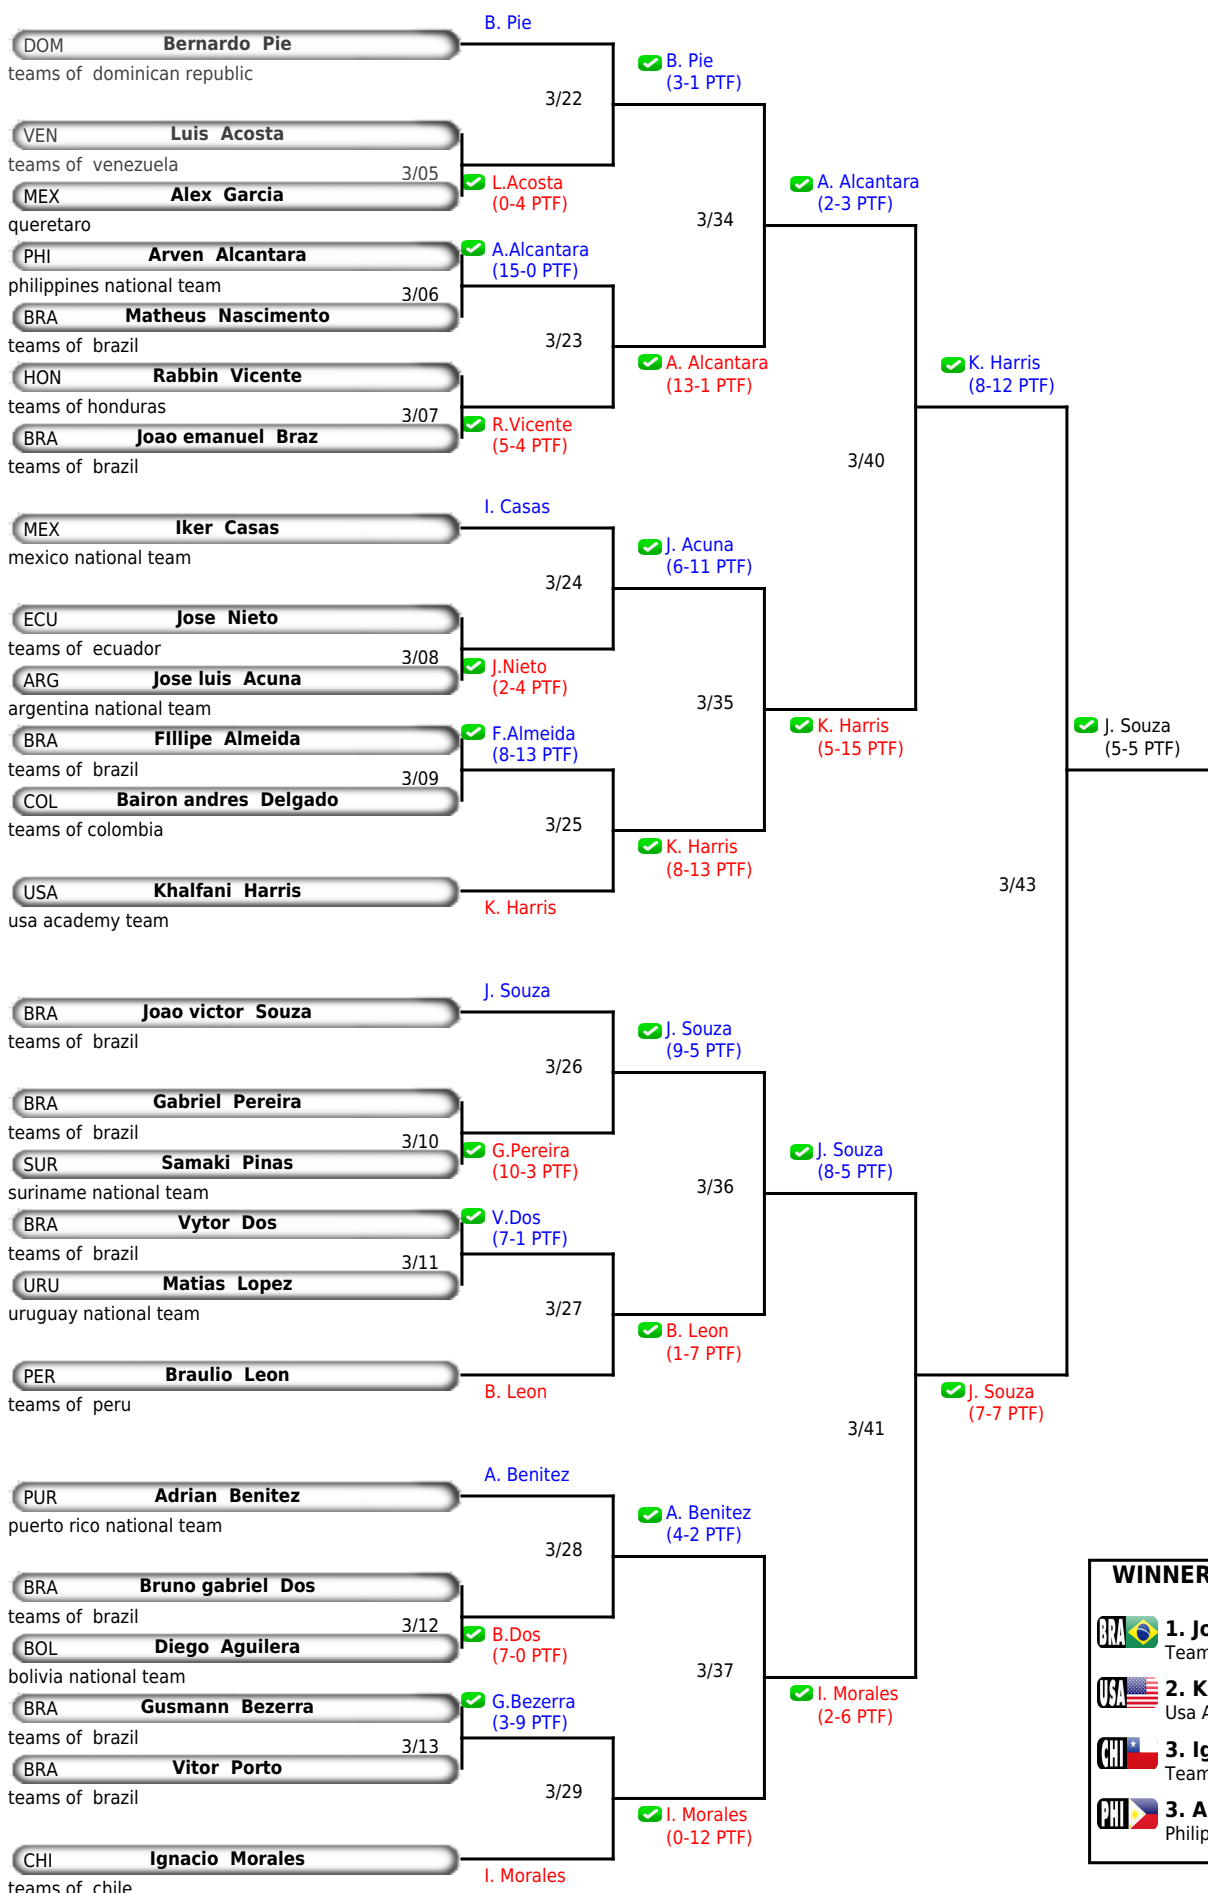 B. Pie
DOM Bernardo Pie
teams of dominican republic
B. Pie
(3-1 PTF)
3/22
VEN Luis Acosta
teams of venezuela
3/05
MEX Alex Garcia
queretaro
L.Acosta
(0-4 PTF)
A. Alcantara
(2-3 PTF)
3/34
PHI Arven Alcantara
philippines national team
A.Alcantara
(15-0 PTF)
3/06
BRA Matheus Nascimento
teams of brazil
3/23
A. Alcantara
(13-1 PTF)
K. Harris
(8-12 PTF)
HON Rabbin Vicente
teams of honduras
3/07
BRA Joao emanuel Braz
teams of brazil
R.Vicente
(5-4 PTF)
3/40
I. Casas
MEX Iker Casas
mexico national team
J. Acuna
(6-11 PTF)
3/24
ECU Jose Nieto
teams of ecuador
3/08
ARG Jose luis Acuna
argentina national team
J.Nieto
(2-4 PTF)
3/35
BRA FIllipe Almeida
teams of brazil
F.Almeida
(8-13 PTF)
K. Harris
(5-15 PTF)
J. Souza
(5-5 PTF)
3/09
COL Bairon andres Delgado
teams of colombia
3/25
K. Harris
(8-13 PTF)
3/43
USA Khalfani Harris
usa academy team
K. Harris
J. Souza
BRA Joao victor Souza
teams of brazil
J. Souza
(9-5 PTF)
3/26
BRA Gabriel Pereira
teams of brazil
3/10
SUR Samaki Pinas
suriname national team
G.Pereira
(10-3 PTF)
J. Souza
(8-5 PTF)
3/36
BRA Vytor Dos
teams of brazil
V.Dos
(7-1 PTF)
3/11
URU Matias Lopez
uruguay national team
3/27
B. Leon
(1-7 PTF)
PER Braulio Leon
teams of peru
B. Leon
J. Souza
(7-7 PTF)
3/41
A. Benitez
PUR Adrian Benitez
puerto rico national team
A. Benitez
(4-2 PTF)
3/28
BRA Bruno gabriel Dos
teams of brazil
3/12
BOL Diego Aguilera
bolivia national team
B.Dos
(7-0 PTF)
3/37
BRA Gusmann Bezerra
teams of brazil
G.Bezerra
(3-9 PTF)
I. Morales
(2-6 PTF)
3/13
BRA Vitor Porto
teams of brazil
3/29
I. Morales
(0-12 PTF)
CHI Ignacio Morales
teams of chile
I. Morales
WINNER
BRA 1. Jo
Team
USA 2. K
Usa A
CHI 3. Ig
Team
PHI 3. A
Philip